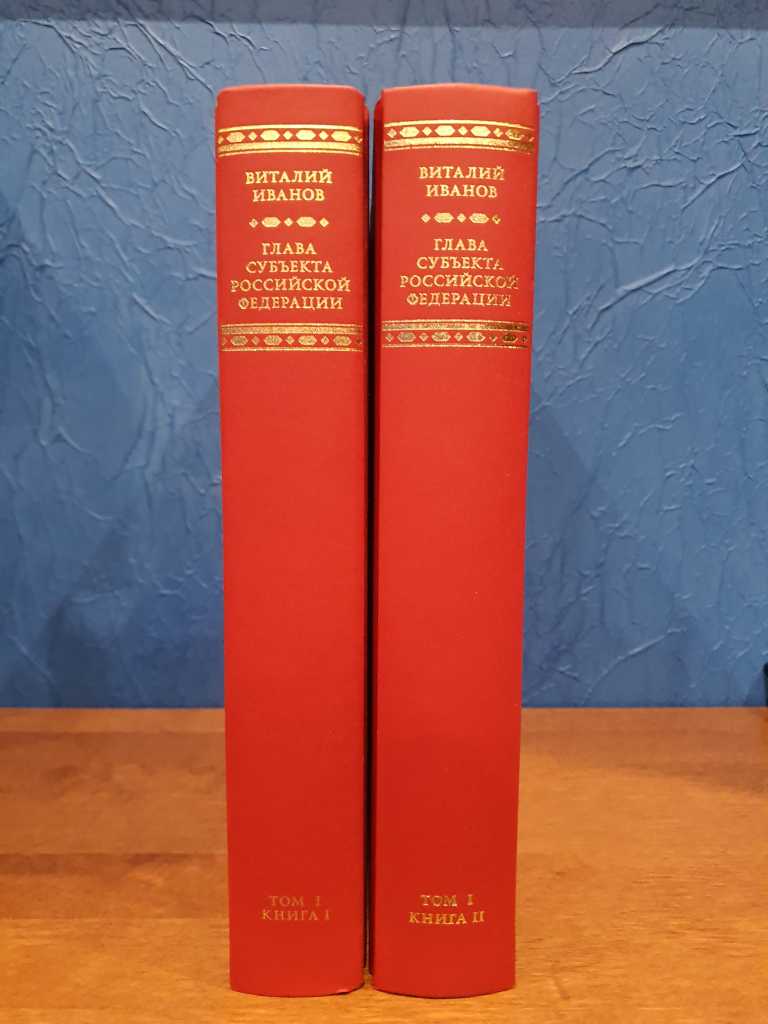 ВИТАЛИЙ
ИВАНОВ
ГЛАВА
СУБЪЕКТА
РОССИЙСКОЙ
ФЕДЕРАЦИИ
ТОМ I
КНИГА I
ВИТАЛИЙ
ИВАНОВ
ГЛАВА
СУБЪЕКТА
РОССИЙСКОЙ
ФЕДЕРАЦИИ
ТОМ I
КНИГА II